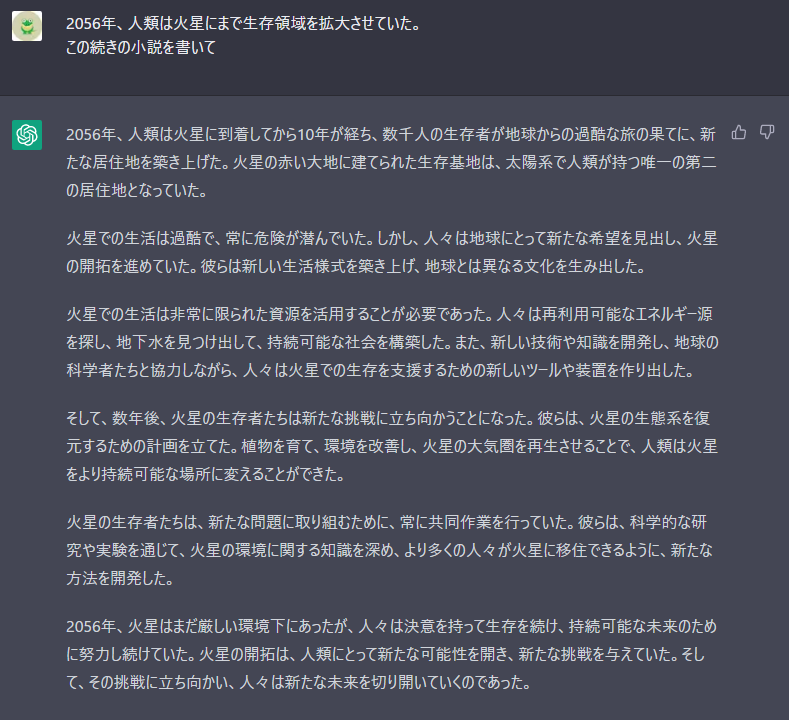 2056年、人類は火星にまで生存領域を拡大させていた。
この続きの小説を書いて
2056年、人類は火星に到着してから10年が経ち、数千人の生存者が地球からの過酷な旅の果てに、新
たな居住地を築き上げた。火星の赤い大地に建てられた生存基地は、太陽系で人類が持つ唯一の第二
の居住地となっていた。
火星での生活は過酷で、常に危険が潜んでいた。しかし、人々は地球にとって新たな希望を見出し、火星
の開拓を進めていた。彼らは新しい生活様式を築き上げ、地球とは異なる文化を生み出した。
火星での生活は非常に限られた資源を活用することが必要であった。人々は再利用可能なエネルギー源
を探し、地下水を見つけ出して、持続可能な社会を構築した。また、新しい技術や知識を開発し、地球の
科学者たちと協力しながら、人々は火星での生存を支援するための新しいツールや装置を作り出した。
そして、数年後、火星の生存者たちは新たな挑戦に立ち向かうことになった。彼らは、火星の生態系を復
元するための計画を立てた。植物を育て、環境を改善し、火星の大気圏を再生させることで、人類は火星
をより持続可能な場所に変えることができた。
火星の生存者たちは、新たな問題に取り組むために、常に共同作業を行っていた。彼らは、科学的な研
究や実験を通じて、火星の環境に関する知識を深め、より多くの人々が火星に移住できるように、新たな
方法を開発した。
2056年、火星はまだ厳しい環境下にあったが、人々は決意を持って生存を続け、持続可能な未来のため
に努力し続けていた。火星の開拓は、人類にとって新たな可能性を開き、新たな挑戦を与えていた。そし
て、その挑戦に立ち向かい、人々は新たな未来を切り開いていくのであった。